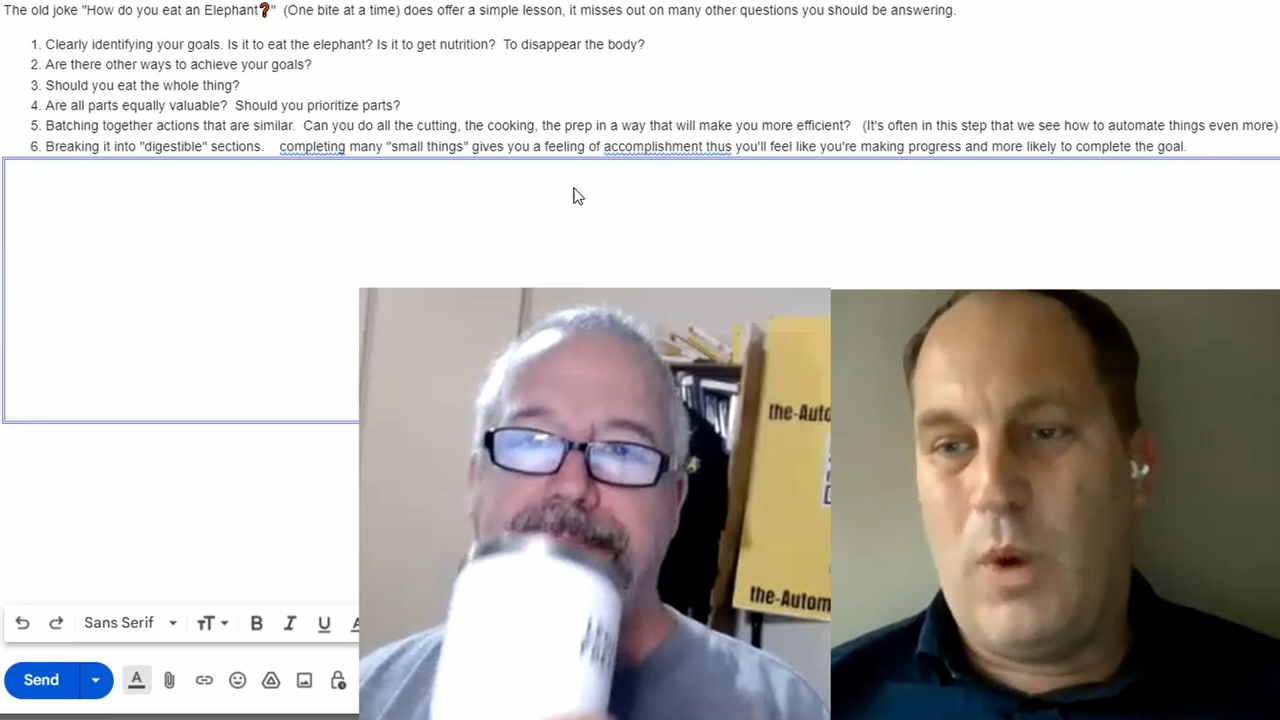 The old joke "How do you eat an Elephant❓" (One bite at a time) does offer a simple lesson, it misses out on many other questions you should be answering.
1. Clearly identifying your goals. Is it to eat the elephant? Is it to get nutrition? To disappear the body?
2. Are there other ways to achieve your goals?
3. Should you eat the whole thing?
4. Are all parts equally valuable? Should you prioritize parts?
5. Batching together actions that are similar. Can you do all the cutting, the cooking, the prep in a way that will make you more efficient? (It's often in this step that we see how to automate things even more)
6. Breaking it into "digestible" sections. completing many "small things" gives you a feeling of accomplishment thus you'll feel like you're making progress and more likely to complete the goal.
the-Auto
the-Autom
Sans Serif
B I U A
Send A